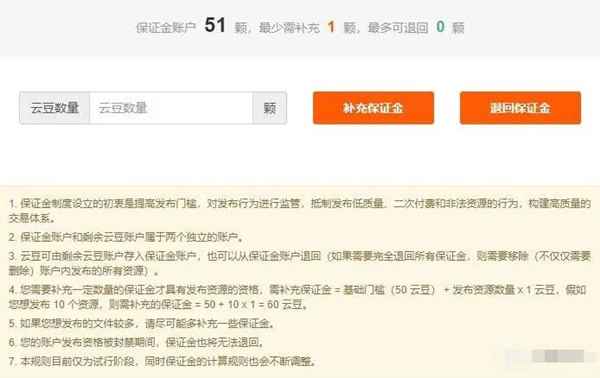 保证金账户 51 颗，最少需补充 1 颗，最多可退回 0 颗
云豆数量 云豆数量 颗 补充保证金 退回保证金
1. 保证金制度设立的初衷是提高发布门槛，对发布行为进行监管，抵制发布低质量、二次付费和非法资源的行为，构建高质量的
交易体系。
2. 保证金账户和剩余云豆账户属于两个独立的账户。
3. 云豆可由剩余云豆账户存入保证金账户，也可以从保证金账户退回（如果需要完全退回所有保证金，则需要移除（不仅仅需要
删除）账户内发布的所有资源）。
4. 您需要补充一定数量的保证金才具有发布资源的资格，需补充保证金 = 基础门槛（50 云豆） + 发布资源数量 x 1 云豆，假如
您想发布 10 个资源，则需补充的保证金 = 50 + 10 x 1 = 60 云豆。
5. 如果您想发布的文件较多，请尽可能多补充一些保证金。
6. 您的账户发布资格被封禁期间，保证金也将无法退回。
7. 本规则目前仅为试行阶段，同时保证金的计算规则也会不断调整。